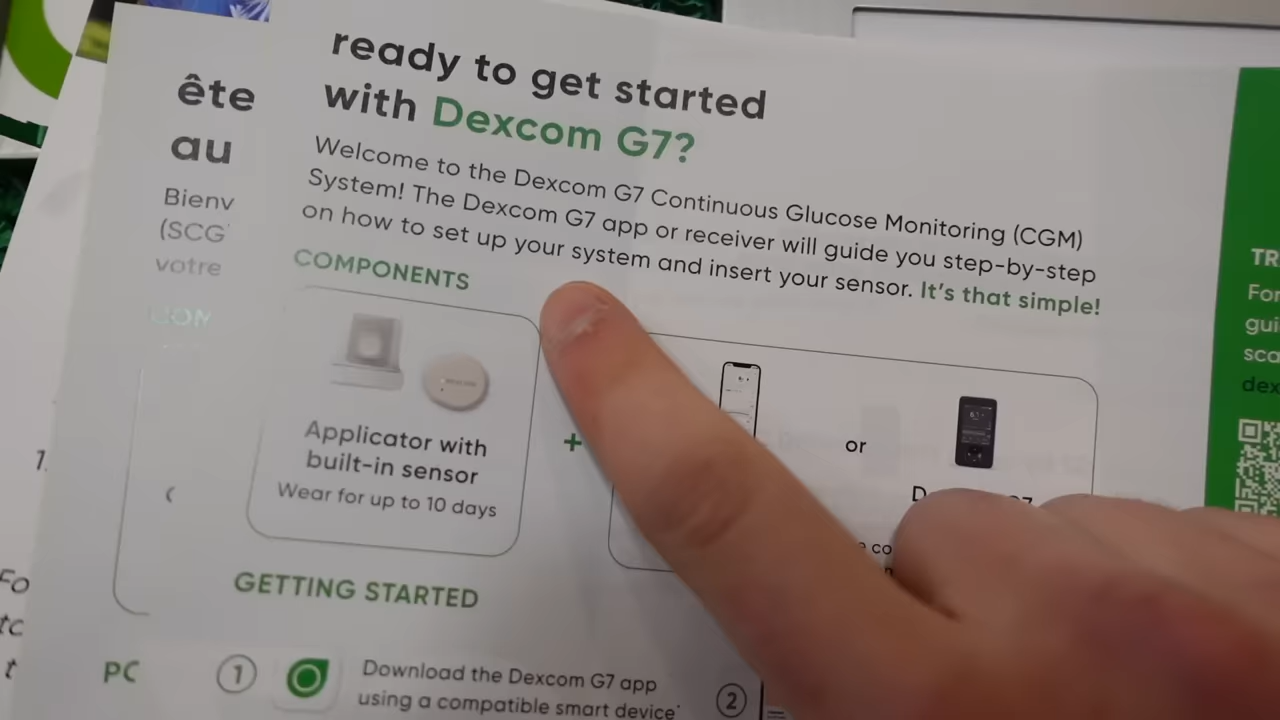 ready to get started
with Dexcom G7?
Welcome to the Dexcom G7 Continuous Glucose Monitoring (CGM)
System! The Dexcom G7 app or receiver will guide you step-by-step
on how to set up your system and insert your sensor. It's that simple!
COMPONENTS
Applicator with
built-in sensor
Wear for up to 10 days
+
or
GETTING STARTED
1
Download the Dexcom G7 app
using a compatible smart device*
2
ête
au
Bienv
(SCG
votre
PC
1.
Fo
t
TR
For
gui
sca
dex